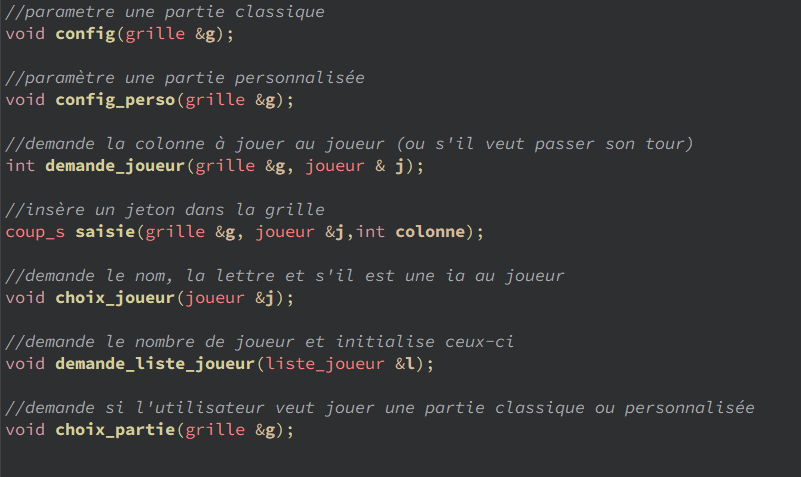 //parametre une partie classique
void config(grille &g);
//paramètre une partie personnalisée
void config_perso(grille &g);
//demande la colonne à jouer au joueur (ou s'il veut passer son tour)
int demande_joueur(grille &g, joueur & j);
//insère un jeton dans la grille
coup_s saisie(grille &g, joueur &j,int colonne);
//demande le nom, la lettre et s'il est une ia au joueur
void choix_joueur(joueur &j);
//demande le nombre de joueur et initialise ceux-ci
void demande_liste_joueur(liste_joueur &l);
//demande si l'utilisateur veut jouer une partie classique ou personnalisée
void choix_partie(grille &g);